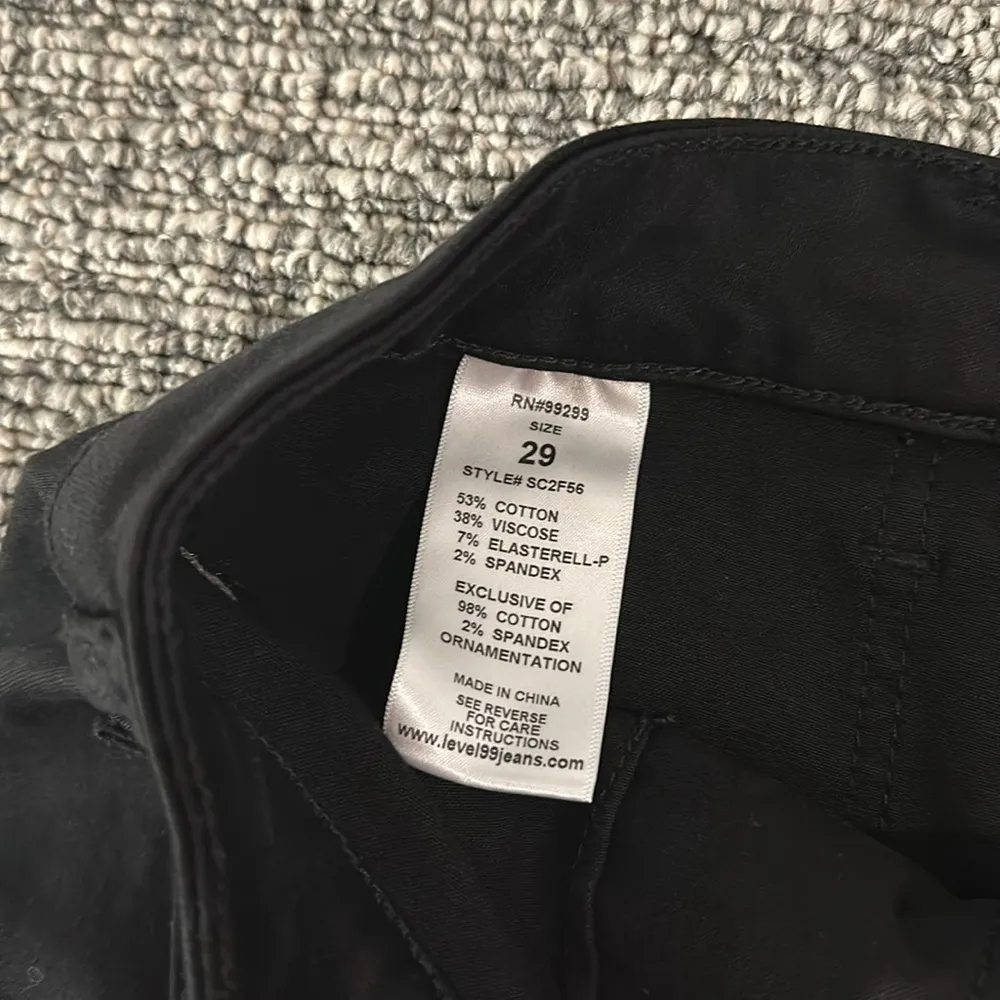 RN#99299
SIZE
29
STYLE# SC2F56
53% COTTON
38% VISCOSE
7% ELASTERELL-P
2% SPANDEX
EXCLUSIVE OF
98% COTTON
2% SPANDEX
ORNAMENTATION
MADE IN CHINA
SEE REVERSE
FOR CARE
INSTRUCTIONS
www.level99jeans.com